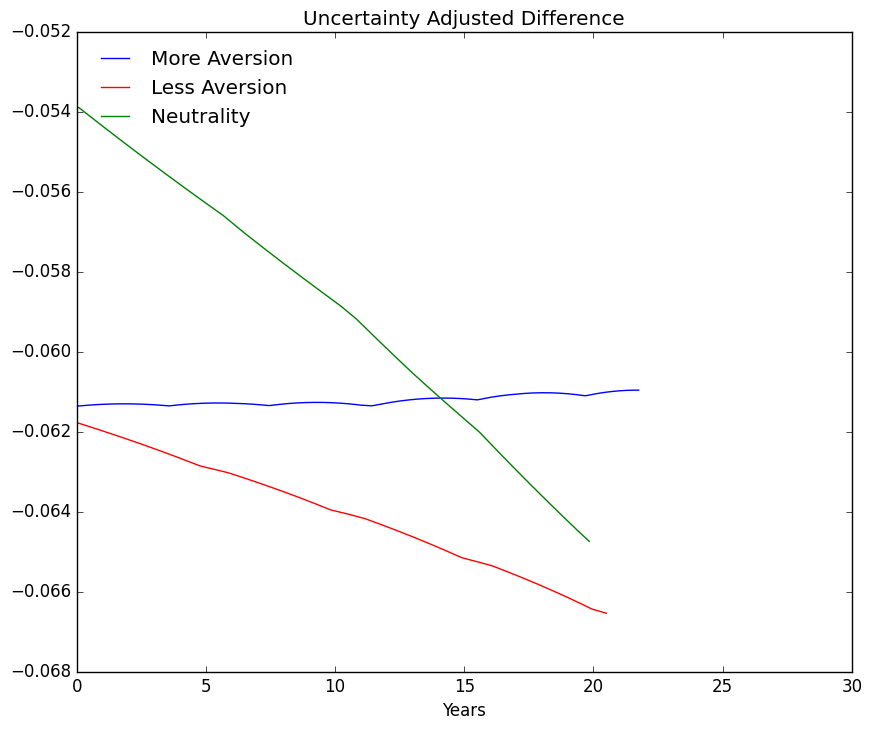 Uncertainty Adjusted Difference
−0.052
−0.054
−0.056
−0.058
−0.060
−0.062
−0.064
−0.066
−0.068
More Aversion
Less Aversion
Neutrality
0 5 10 15 20 25 30
Years